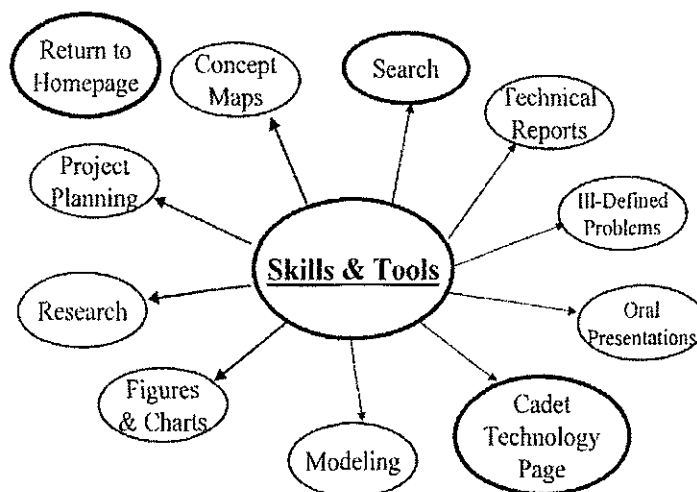 Return to
Homepage
Concept
Maps
Search
Technical
Reports
Project
Planning
Ill-Defined
Problems
Skills & Tools
Research
Oral
Presentations
Figures
& Charts
Cadet
Technology
Page
Modeling